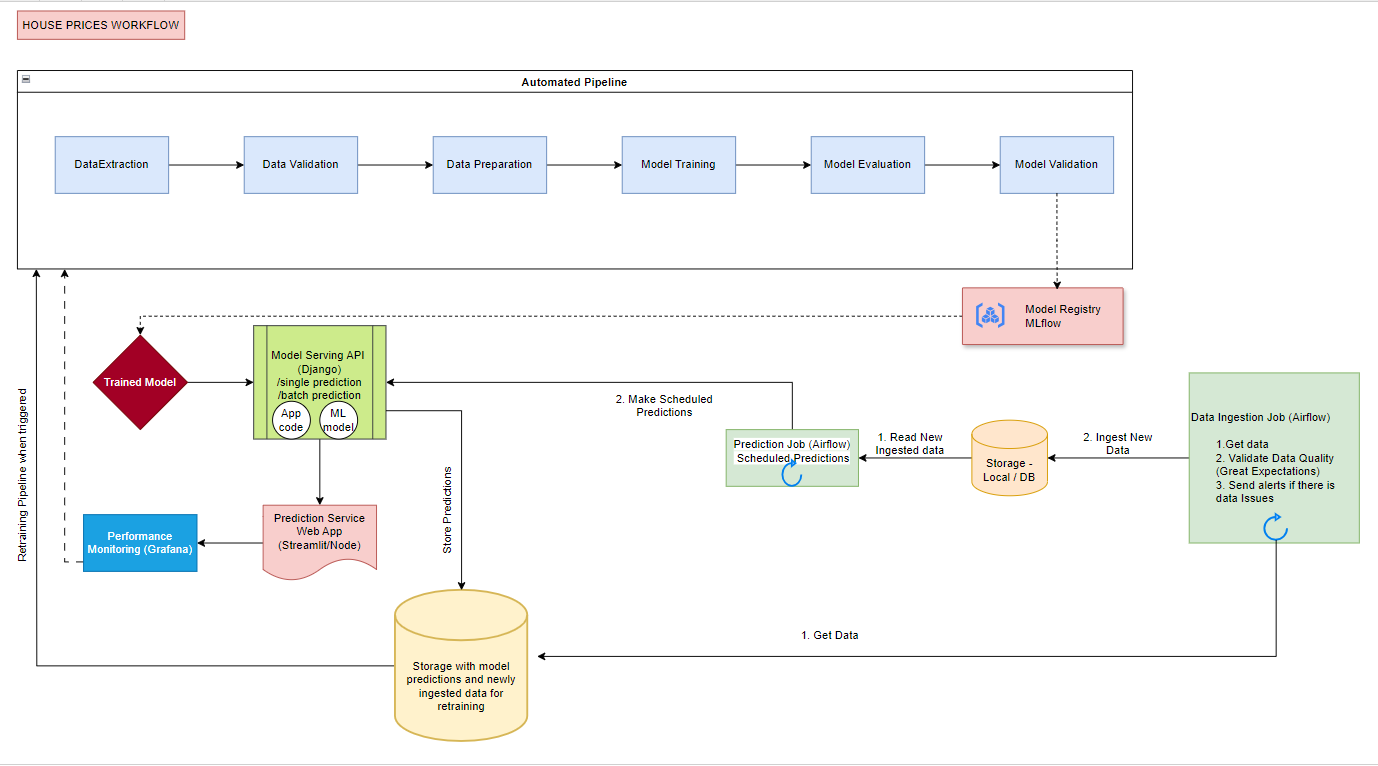 HOUSE PRICES WORKFLOW
Automated Pipeline
DataExtraction
Data Validation
Data Preparation
Model Training
Model Evaluation
Model Validation
Model Registry
MLflow
Trained Model
Model Serving API
(Django)
/single prediction
/batch prediction
App
code
ML
model
2. Make Scheduled
Predictions
Prediction Job (Airflow)
Scheduled Predictions
1. Read New
Ingested data
Storage -
Local / DB
2. Ingest New
Data
Data Ingestion Job (Airflow)
1.Get data
2. Validate Data Quality
(Great Expectations)
3. Send alerts if there is
data Issues
Retraining Pipeline when triggered
Performance
Monitoring (Grafana)
Prediction Service
Web App
(Streamlit/Node)
Store Predictions
1. Get Data
Storage with model
predictions and newly
ingested data for
retraining